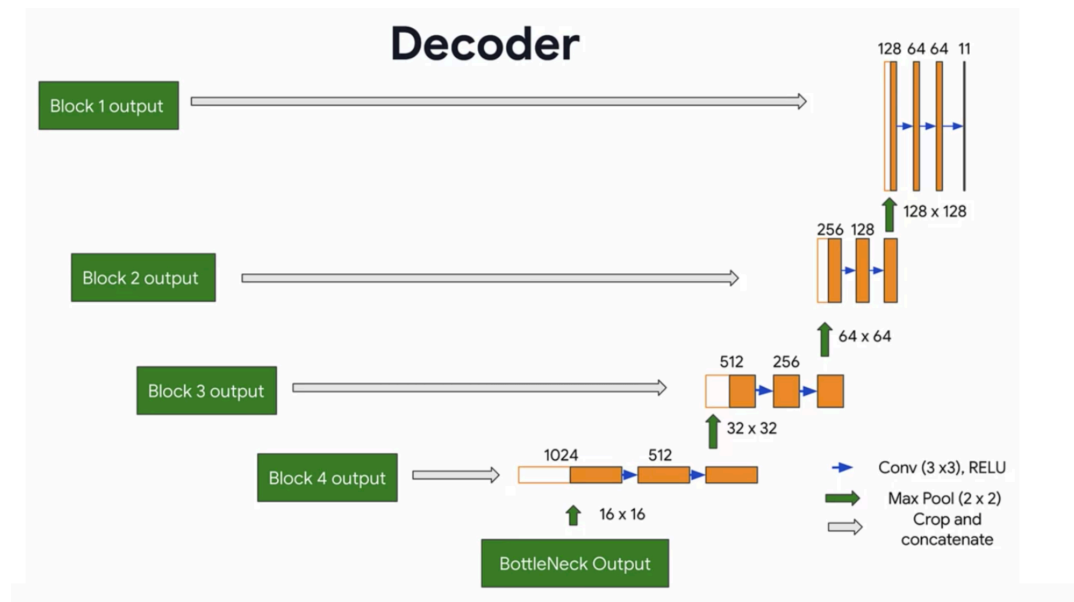 Decoder
128 64 64 11
Block 1 output
128 x 128
256 128
Block 2 output
64 x 64
512 256
Block 3 output
32 x 32
1024 512
Block 4 output
Conv (3 x3), RELU
Max Pool (2 x 2)
Crop and
concatenate
16 x 16
BottleNeck Output